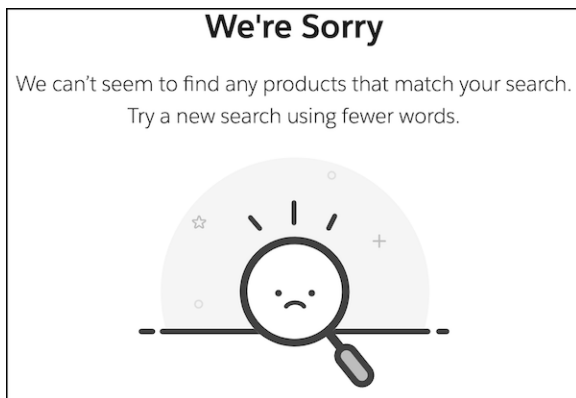 We're Sorry
We can’t seem to find any products that match your search.
Try a new search using fewer words.